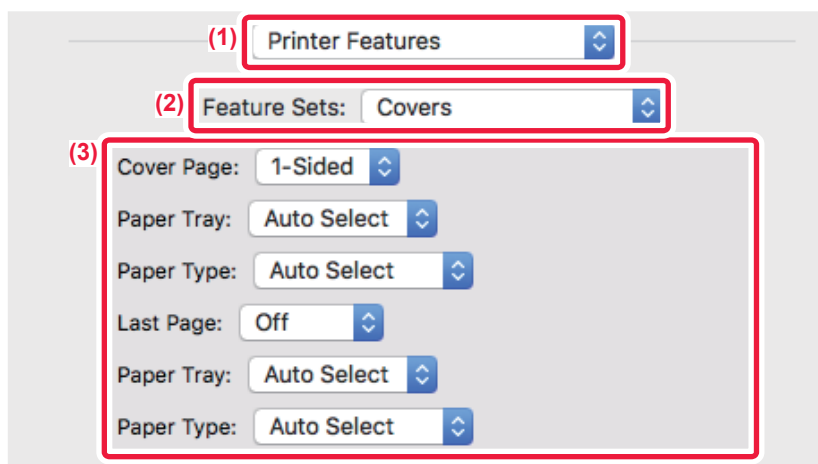 (1) Printer Features
(2) Feature Sets: Covers
(3)
Cover Page: 1-Sided
Paper Tray: Auto Select
Paper Type: Auto Select
Last Page: Off
Paper Tray: Auto Select
Paper Type: Auto Select